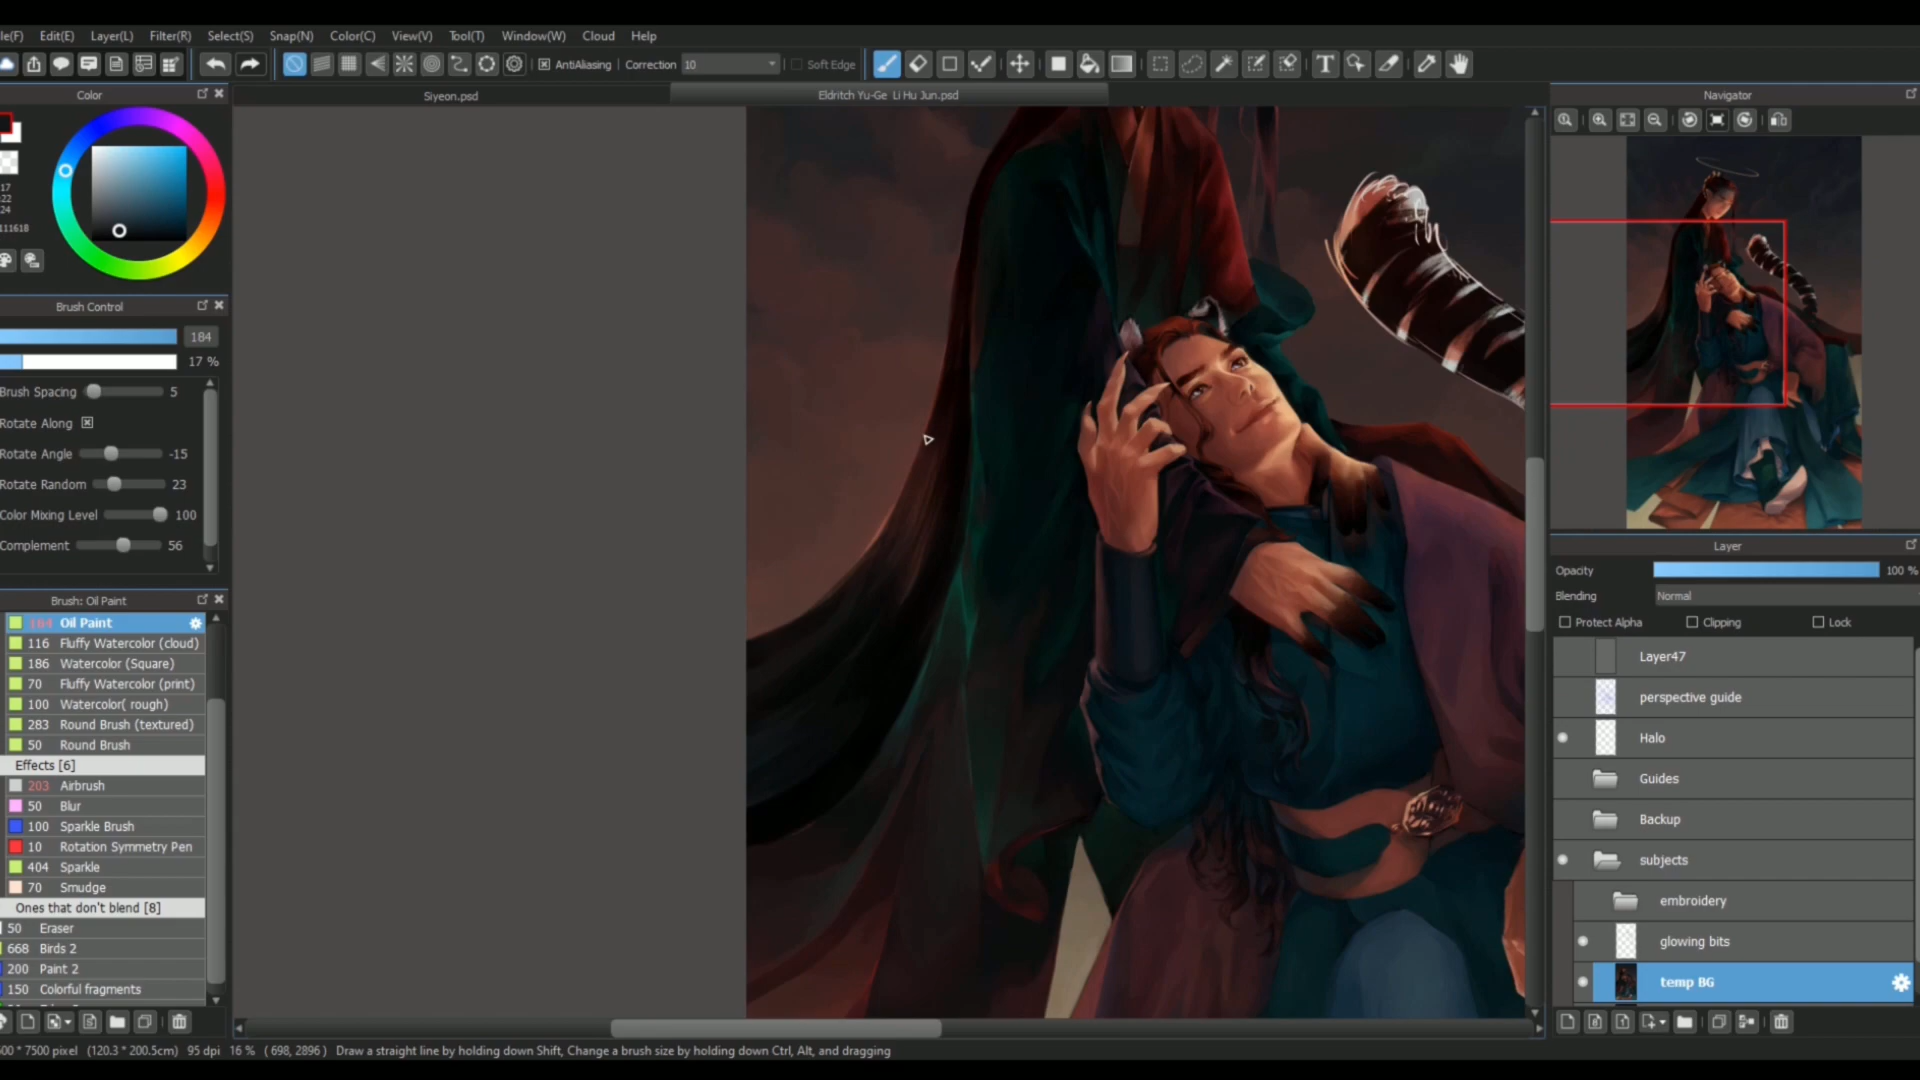 le(F) Edit(E) Layer(L) Filter(R) Select(S) Snap(N) Color(C) View(V) Tool(T) Window(W) Cloud Help
AntiAliasing Correction 10 Soft Edge
Color
Siyeon.psd
Eldritch Yu-Ge Li Hu Jun.psd
Navigator
17
:22
24
111618
Brush Control
184
17 %
Brush Spacing 5
Rotate Along
Rotate Angle -15
Rotate Random 23
Color Mixing Level 100
Complement 56
Brush: Oil Paint
184 Oil Paint
116 Fluffy Watercolor (cloud)
186 Watercolor (Square)
70 Fluffy Watercolor (print)
100 Watercolor( rough)
283 Round Brush (textured)
50 Round Brush
Effects [6]
203 Airbrush
50 Blur
100 Sparkle Brush
10 Rotation Symmetry Pen
404 Sparkle
70 Smudge
Ones that don't blend [8]
50 Eraser
668 Birds 2
200 Paint 2
150 Colorful fragments
Layer
Opacity 100 %
Blending Normal
Protect Alpha Clipping Lock
Layer47
perspective guide
Halo
Guides
Backup
subjects
embroidery
glowing bits
temp BG
00 * 7500 pixel (120.3 * 200.5cm) 95 dpi 16 % ( 698, 2896 ) Draw a straight line by holding down Shift, Change a brush size by holding down Ctrl, Alt, and dragging